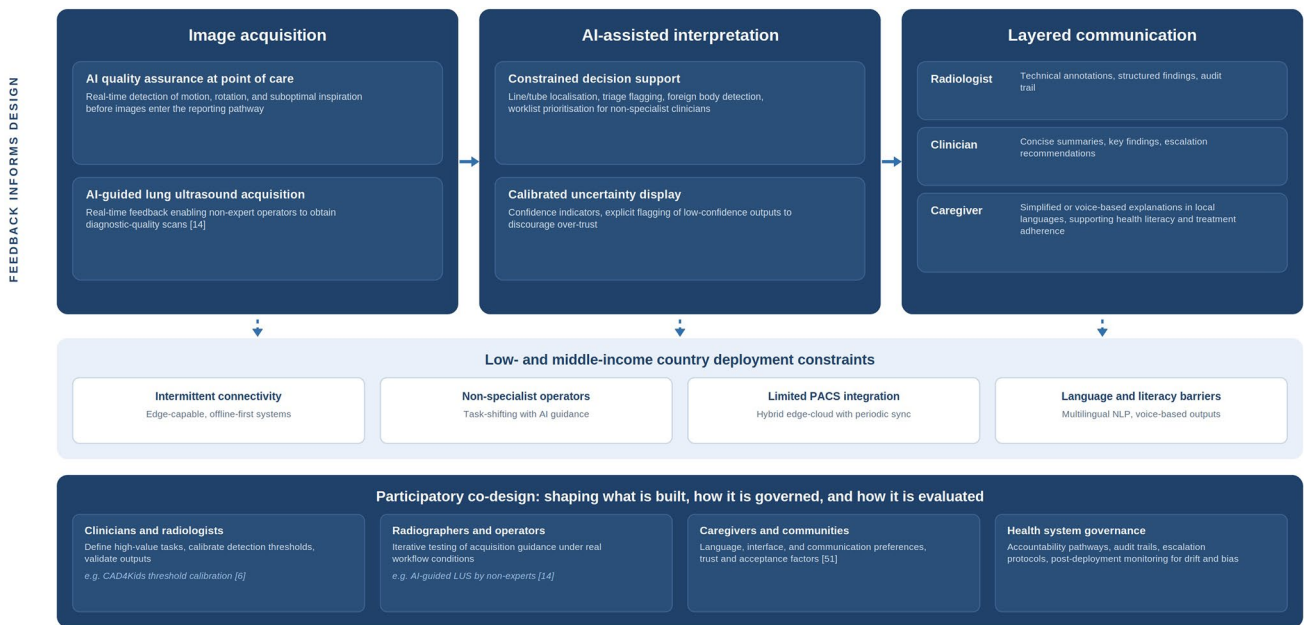 FEEDBACK INFORMS DESIGN
Image acquisition
AI quality assurance at point of care
Real-time detection of motion, rotation, and suboptimal inspiration
before images enter the reporting pathway
AI-guided lung ultrasound acquisition
Real-time feedback enabling non-expert operators to obtain
diagnostic-quality scans [14]
AI-assisted interpretation
Constrained decision support
Line/tube localisation, triage flagging, foreign body detection,
worklist prioritisation for non-specialist clinicians
Calibrated uncertainty display
Confidence indicators, explicit flagging of low-confidence outputs to
discourage over-trust
Layered communication
Radiologist
Technical annotations, structured findings, audit
trail
Clinician
Concise summaries, key findings, escalation
recommendations
Caregiver
Simplified or voice-based explanations in local
languages, supporting health literacy and treatment
adherence
Low- and middle-income country deployment constraints
Intermittent connectivity
Edge-capable, offline-first systems
Non-specialist operators
Task-shifting with AI guidance
Limited PACS integration
Hybrid edge-cloud with periodic sync
Language and literacy barriers
Multilingual NLP, voice-based outputs
Participatory co-design: shaping what is built, how it is governed, and how it is evaluated
Clinicians and radiologists
Define high-value tasks, calibrate detection thresholds,
validate outputs
e.g. CAD4Kids threshold calibration [6]
Radiographers and operators
Iterative testing of acquisition guidance under real
workflow conditions
e.g. AI-guided LUS by non-experts [14]
Caregivers and communities
Language, interface, and communication preferences,
trust and acceptance factors [51]
Health system governance
Accountability pathways, audit trails, escalation
protocols, post-deployment monitoring for drift and bias